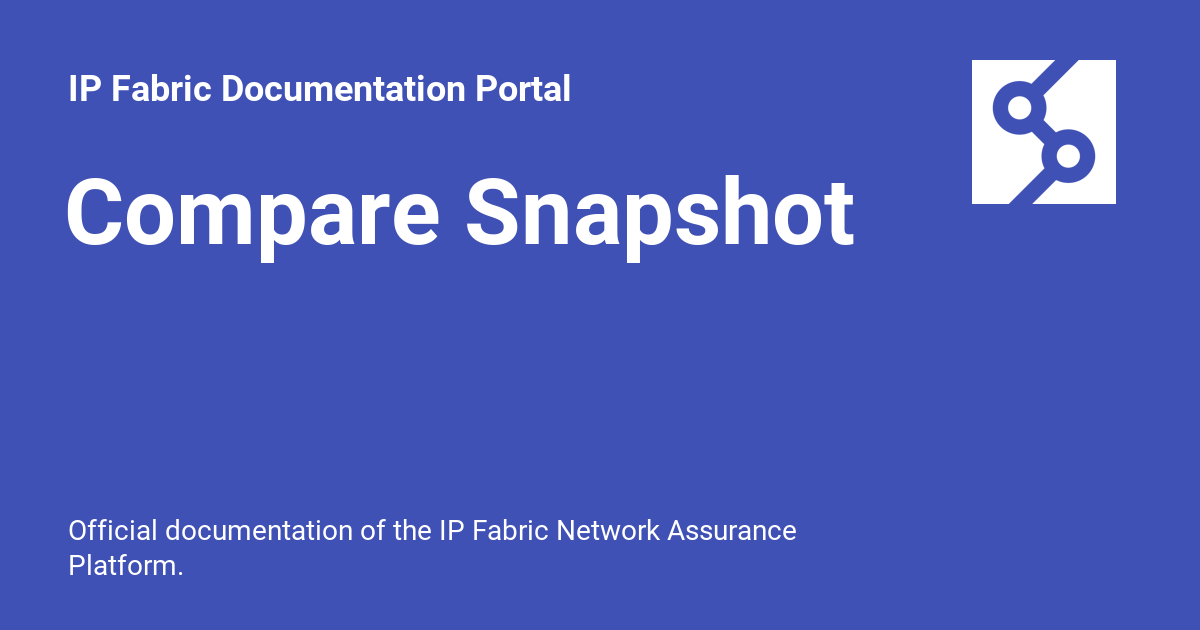 IP Fabric Documentation Portal
Compare Snapshot
Official documentation of the IP Fabric Network Assurance
Platform.